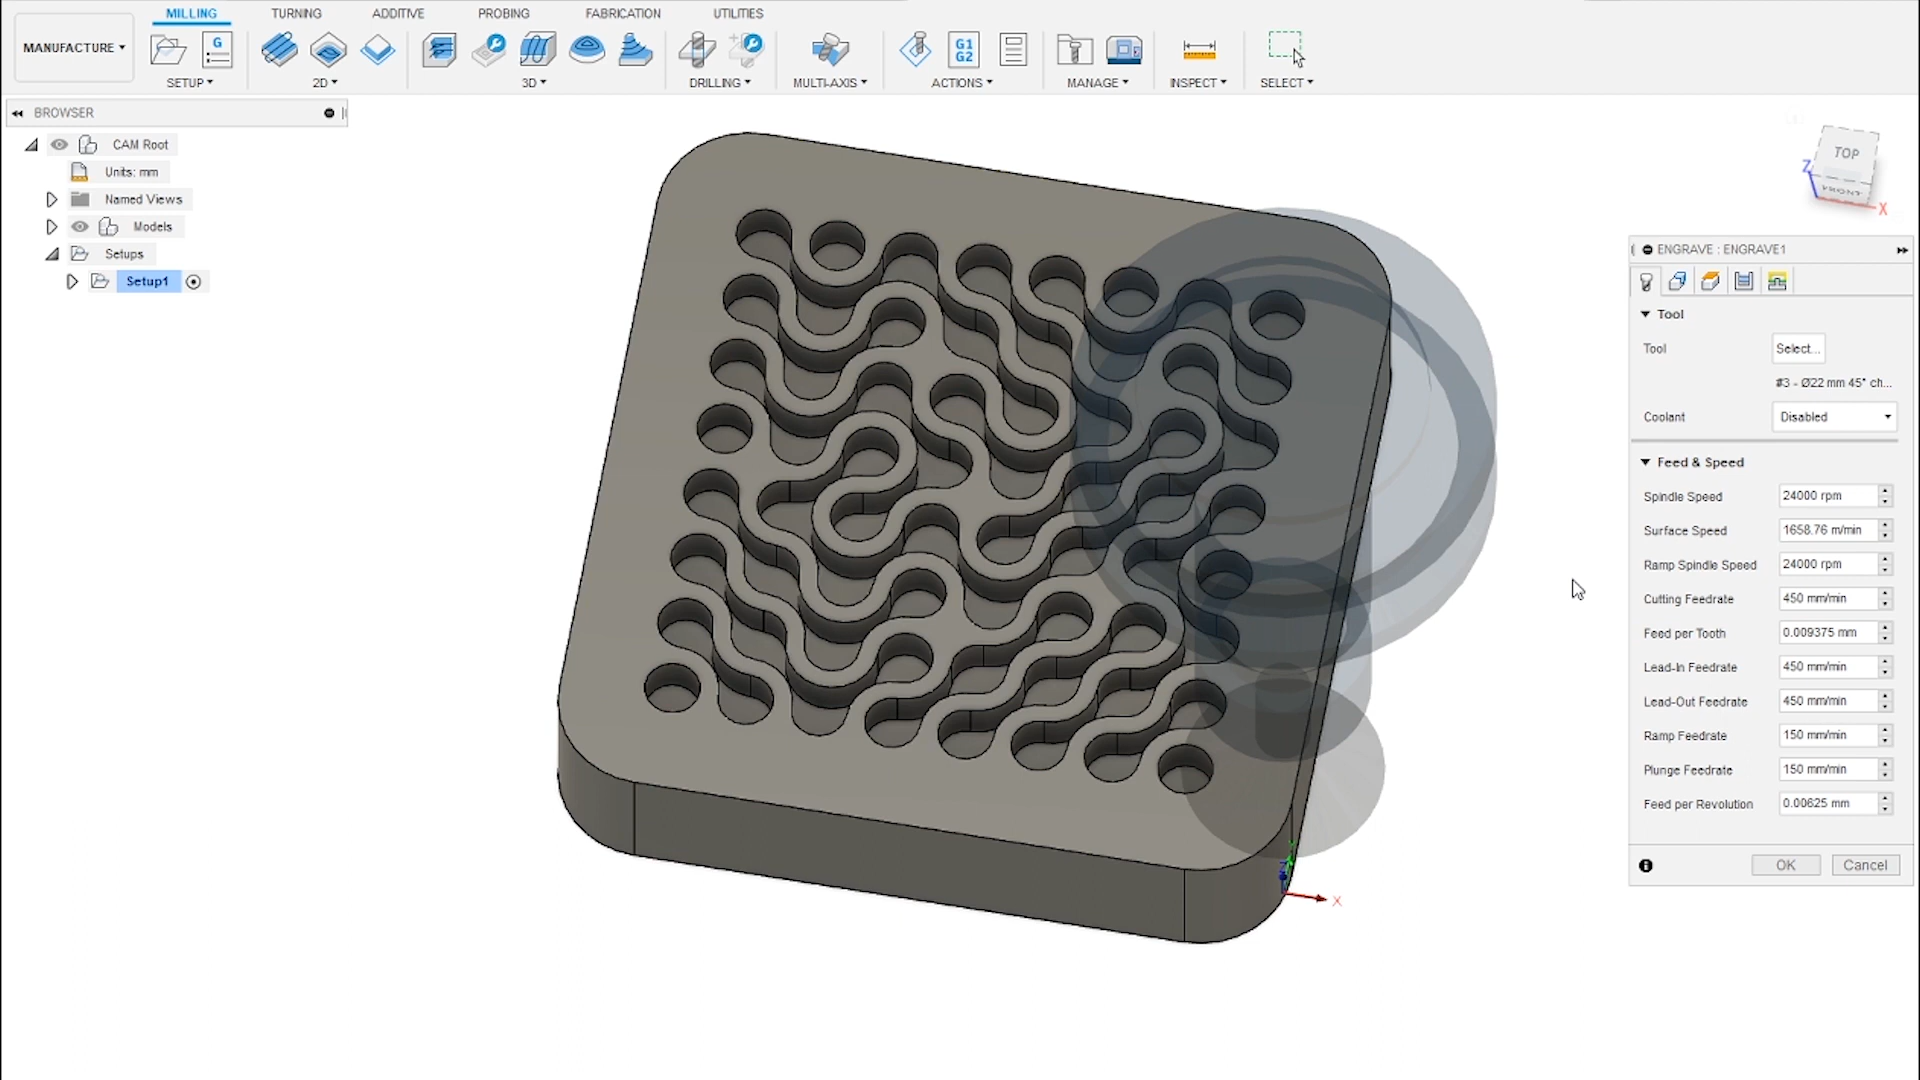 MILLING
TURNING
ADDITIVE
PROBING
FABRICATION
UTILITIES
MANUFACTURE
G
G1
G2
SETUP
2D
3D
DRILLING
MULTI-AXIS
ACTIONS
MANAGE
INSPECT
SELECT
BROWSER
CAM Root
Units: mm
Named Views
Models
Setups
Setup1
TOP
FRONT
Z
X
ENGRAVE : ENGRAVE1
Tool
Tool Select...
#3 - Ø22 mm 45° ch...
Coolant Disabled
Feed & Speed
Spindle Speed 24000 rpm
Surface Speed 1658.76 m/min
Ramp Spindle Speed 24000 rpm
Cutting Feedrate 450 mm/min
Feed per Tooth 0.009375 mm
Lead-In Feedrate 450 mm/min
Lead-Out Feedrate 450 mm/min
Ramp Feedrate 150 mm/min
Plunge Feedrate 150 mm/min
Feed per Revolution 0.00625 mm
OK Cancel
X